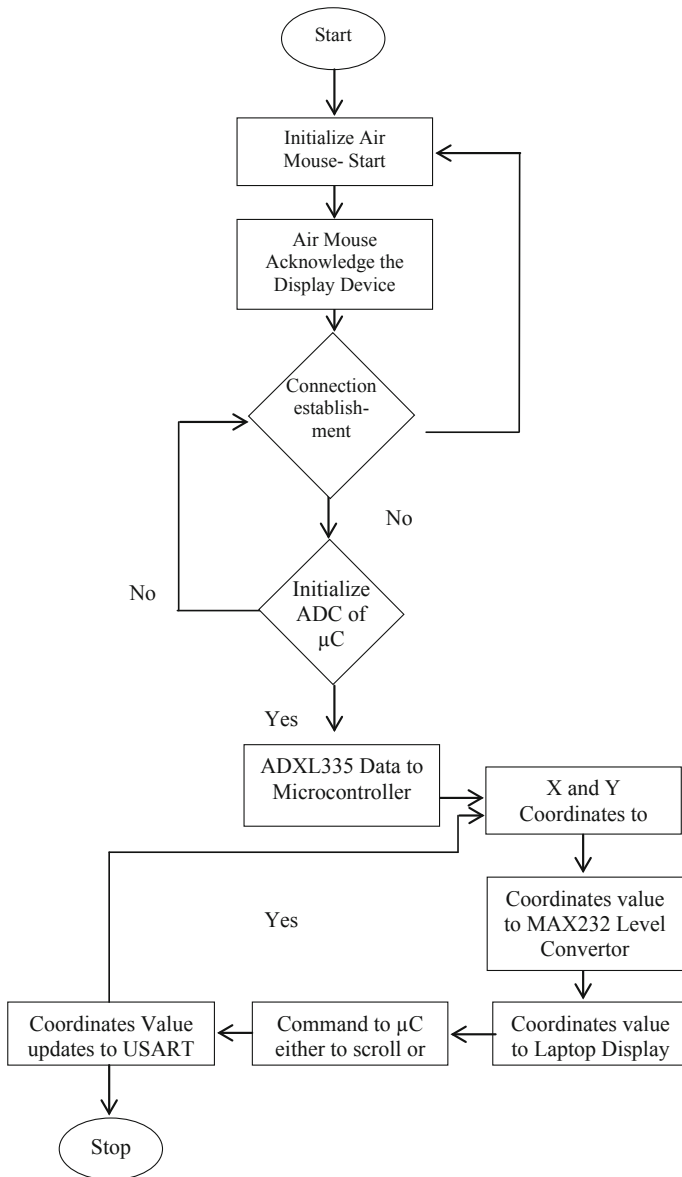 Start
Initialize Air
Mouse- Start
Air Mouse
Acknowledge the
Display Device
Connection
establish-
ment
No
No
Initialize
ADC of
µC
Yes
ADXL335 Data to
Microcontroller
X and Y
Coordinates to
Yes
Coordinates value
to MAX232 Level
Convertor
Coordinates Value
updates to USART
Command to µC
either to scroll or
Coordinates value
to Laptop Display
Stop